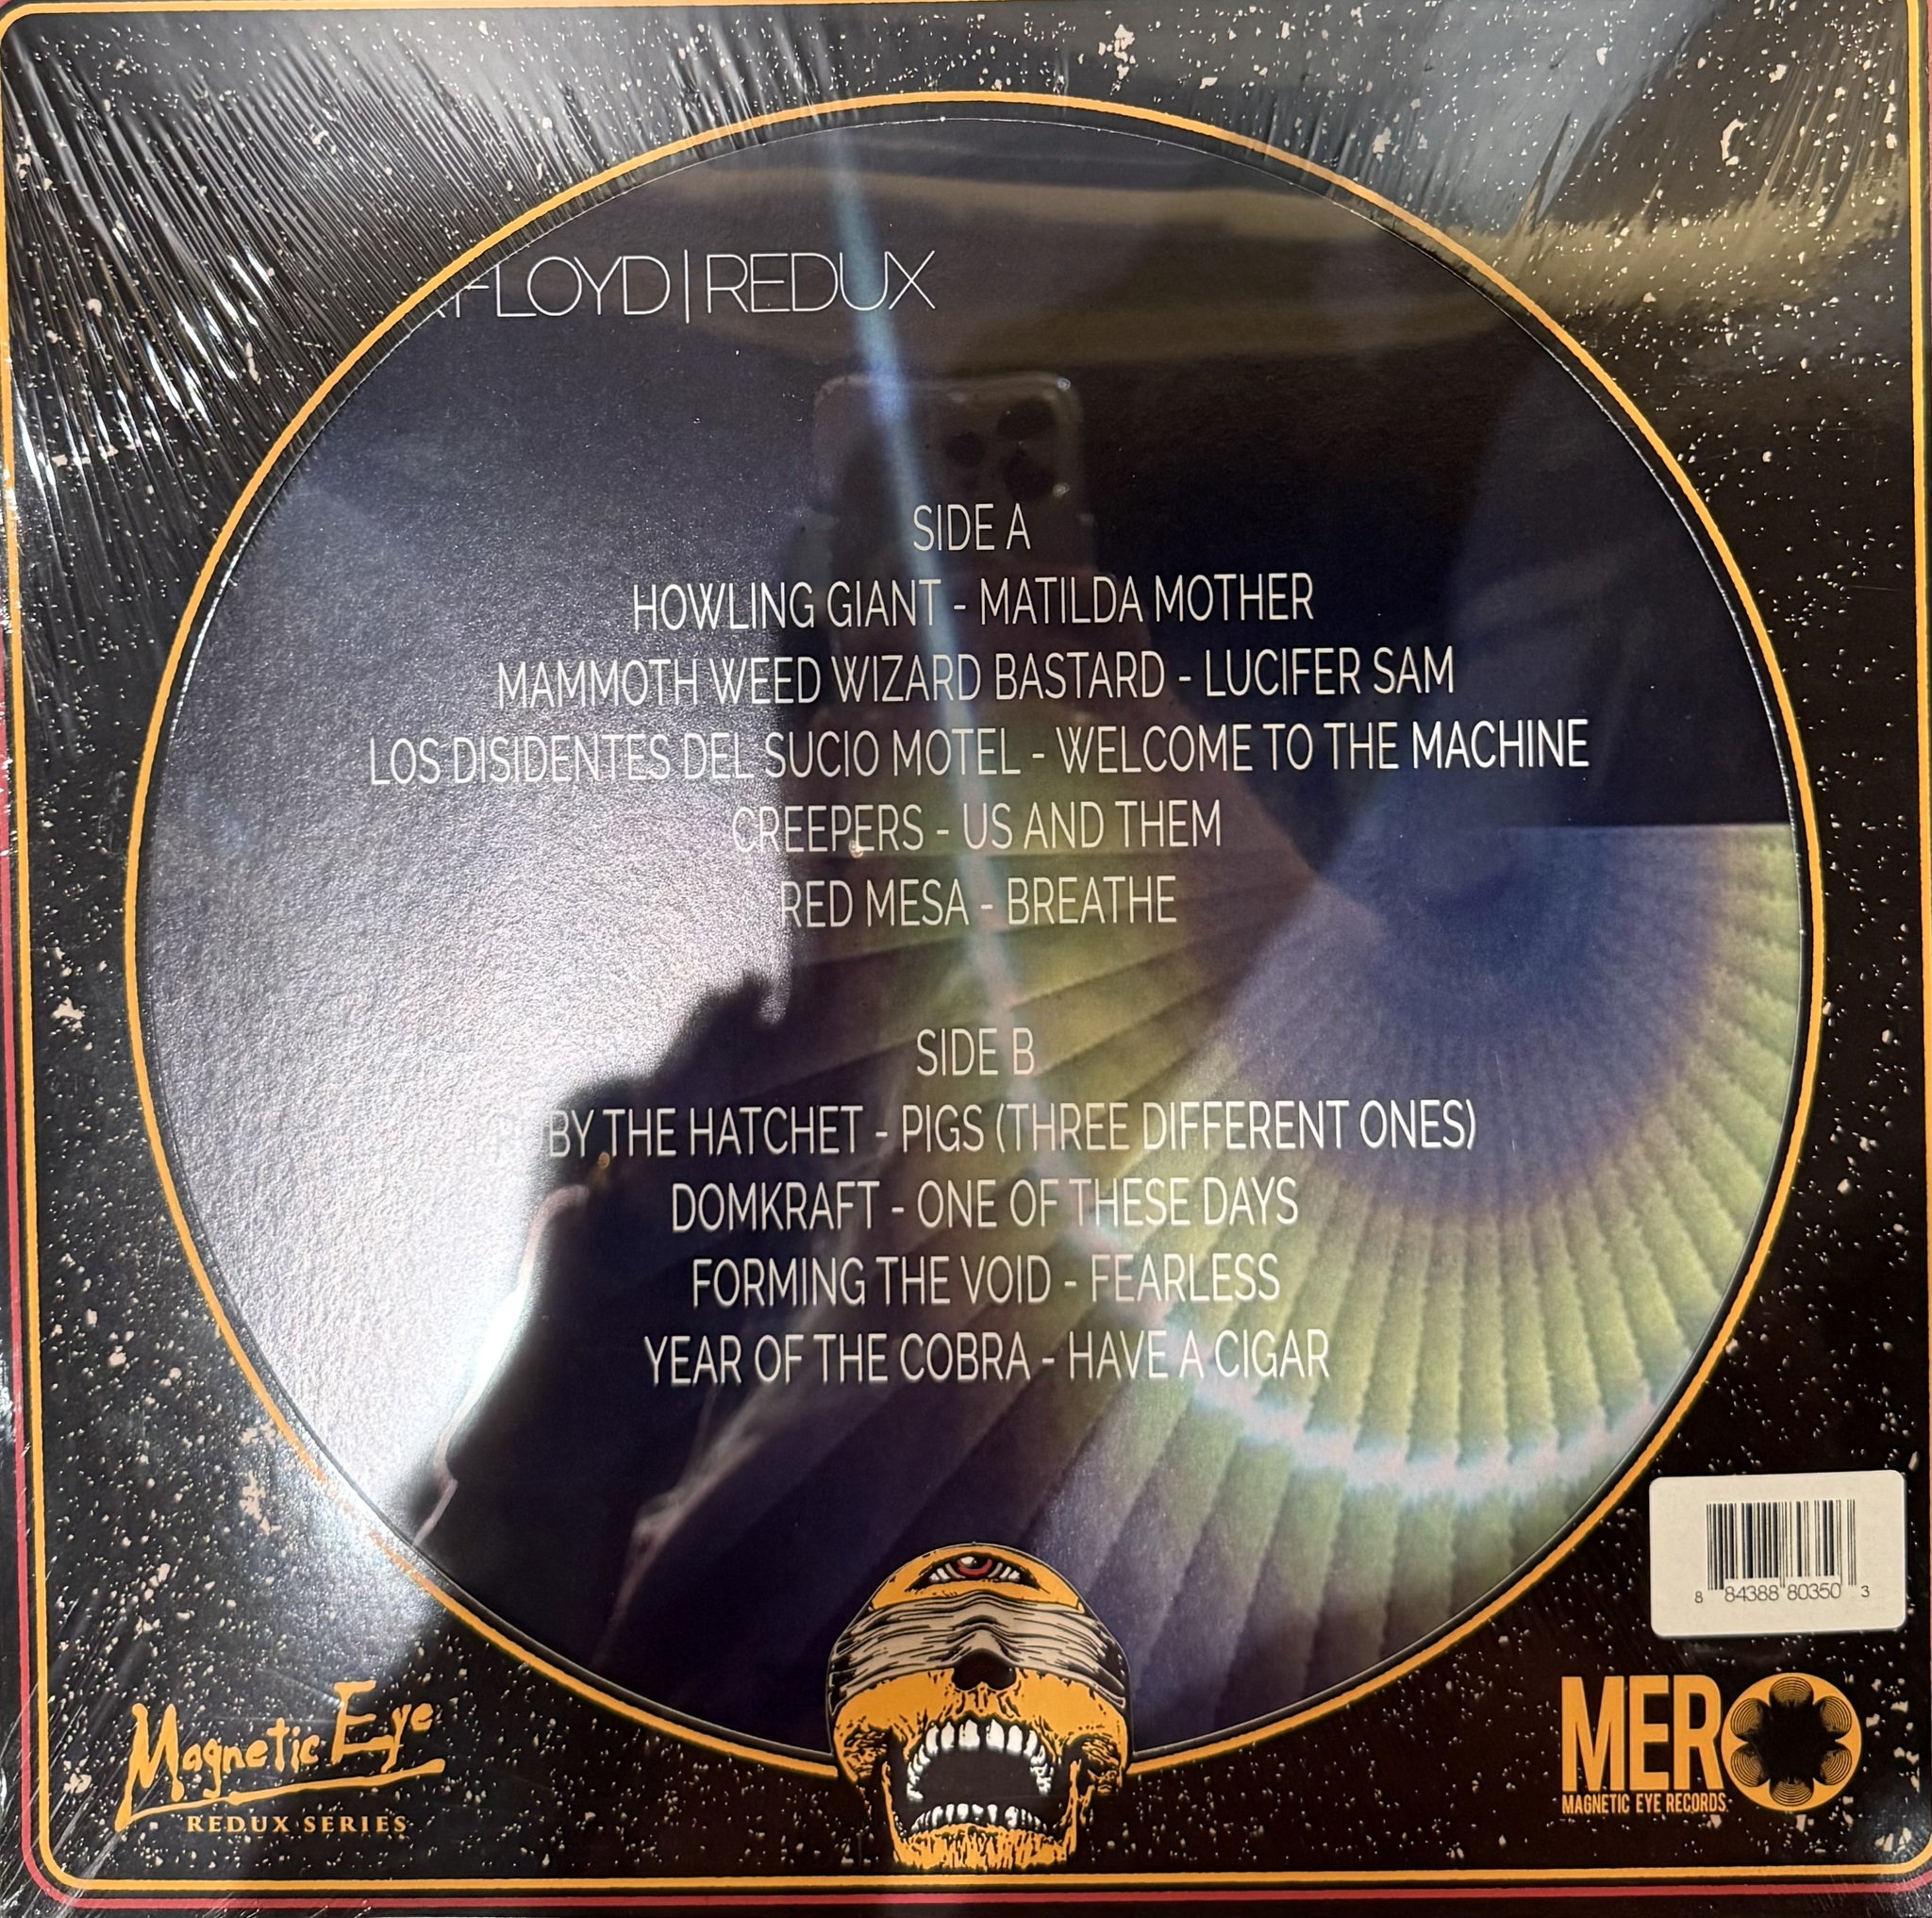 FLOYD|REDUX
SIDE A
HOWLING GIANT - MATILDA MOTHER
MAMMOTH WEED WIZARD BASTARD - LUCIFER SAM
LOS DISIDENTES DEL SUCIO MOTEL - WELCOME TO THE MACHINE
CREEPERS - US AND THEM
RED MESA - BREATHE
SIDE B
BY THE HATCHET - PIGS (THREE DIFFERENT ONES)
DOMKRAFT - ONE OF THESE DAYS
FORMING THE VOID - FEARLESS
YEAR OF THE COBRA - HAVE A CIGAR
8 84388 80350 3
Magnetic Eye
REDUX SERIES
MER
MAGNETIC EYE RECORDS